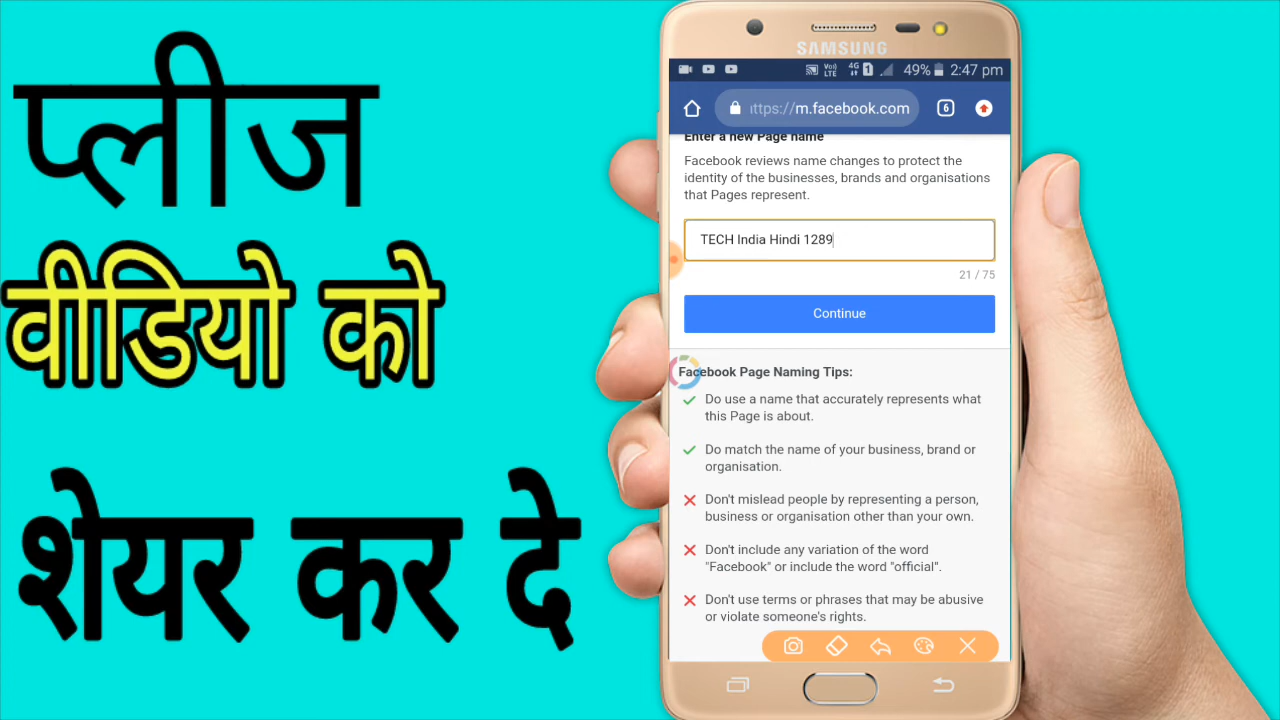 प्लीज
वीडियो को
शेयर कर दे
SAMSUNG
Vo)) LTE 4G 1 49% 2:47 pm
ttps://m.facebook.com 6
Enter a new Page name
Facebook reviews name changes to protect the
identity of the businesses, brands and organisations
that Pages represent.
TECH India Hindi 1289
21 / 75
Continue
Facebook Page Naming Tips:
Do use a name that accurately represents what
this Page is about.
Do match the name of your business, brand or
organisation.
Don't mislead people by representing a person,
business or organisation other than your own.
Don't include any variation of the word
"Facebook" or include the word "official".
Don't use terms or phrases that may be abusive
or violate someone's rights.